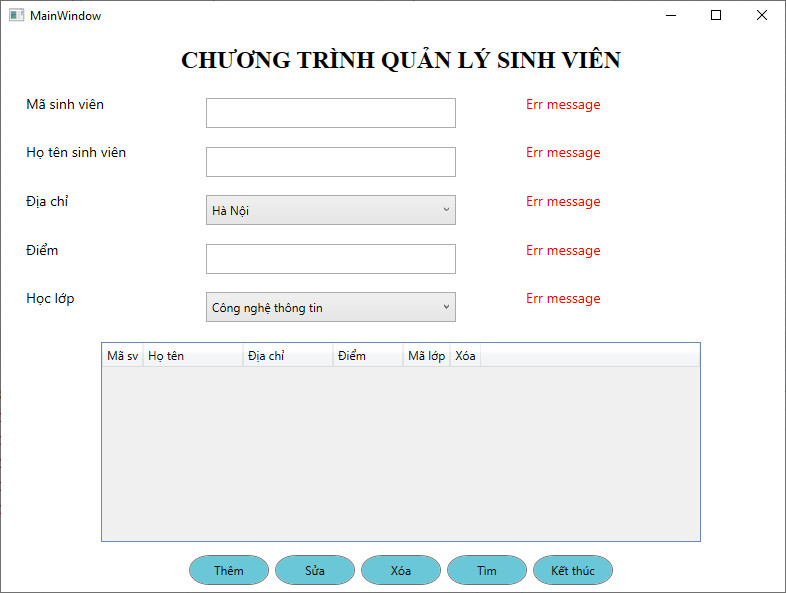 MainWindow
CHƯƠNG TRÌNH QUẢN LÝ SINH VIÊN
Mã sinh viên Err message
Họ tên sinh viên Err message
Địa chỉ Hà Nội Err message
Điểm Err message
Học lớp Công nghệ thông tin Err message
Mã sv Họ tên Địa chỉ Điểm Mã lớp Xóa
Thêm Sửa Xóa Tìm Kết thúc